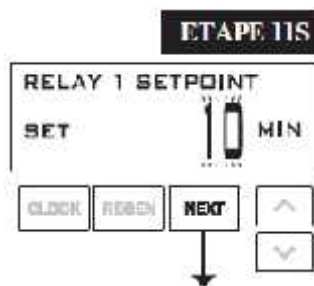 ETAPE 11S
RELAY 1 SETPOINT
SET 10 MIN
CLOCK REGEN NEXT